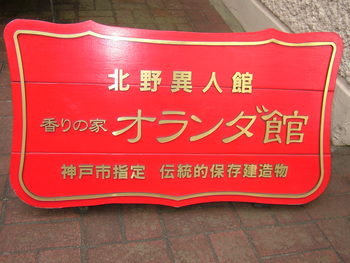 北野異人館
香りの家 オランダ館
神戸市指定 伝統的保存建造物